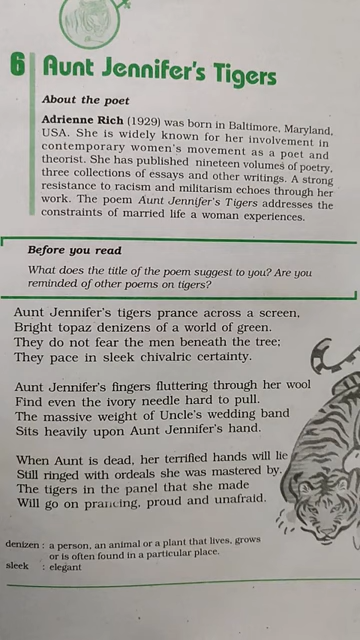 6 Aunt Jennifer's Tigers
About the poet
Adrienne Rich (1929) was born in Baltimore, Maryland,
USA. She is widely known for her involvement in
contemporary women's movement as a poet and
theorist. She has published nineteen volumes of poetry,
three collections of essays and other writings. A strong
resistance to racism and militarism echoes through her
work. The poem Aunt Jennifer's Tigers addresses the
constraints of married life a woman experiences.
Before you read
What does the title of the poem suggest to you? Are you
reminded of other poems on tigers?
Aunt Jennifer's tigers prance across a screen,
Bright topaz denizens of a world of green.
They do not fear the men beneath the tree;
They pace in sleek chivalric certainty.
Aunt Jennifer's fingers fluttering through her wool
Find even the ivory needle hard to pull.
The massive weight of Uncle's wedding band
Sits heavily upon Aunt Jennifer's hand.
When Aunt is dead, her terrified hands will lie
Still ringed with ordeals she was mastered by.
The tigers in the panel that she made
Will go on prancing, proud and unafraid.
denizen : a person, an animal or a plant that lives, grows
or is often found in a particular place.
sleek : elegant